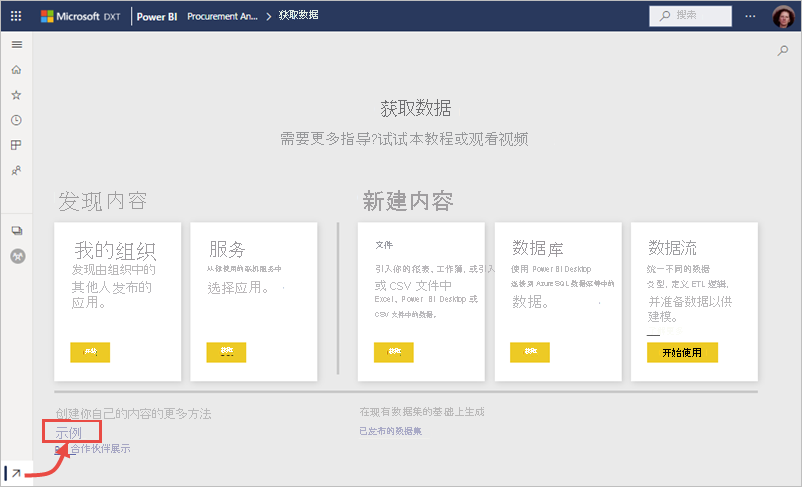 Microsoft DXT Power BI Procurement An... > 获取数据 搜索 ...
获取数据
需要更多指导?试试本教程或观看视频
发现内容
新建内容
我的组织
发现由组织中的
其他人发布的
应用。
服务
从你使用的联机服务中
选择应用。
文件
引入你的报表、工作簿,或引入
或 CSV 文件中
Excel、Power BI Desktop 或
CSV 文件中的数据。
获取
数据库
使用 Power BI Desktop
连接到 Azure SQL 数据库等中的
数据。
获取
数据流
统一不同的数据
类型,定义 ETL 逻辑,
并准备数据以供
建模。
开始使用
创建你自己的内容的更多方法
示例
合作伙伴展示
在现有数据集的基础上生成
已发布的数据集